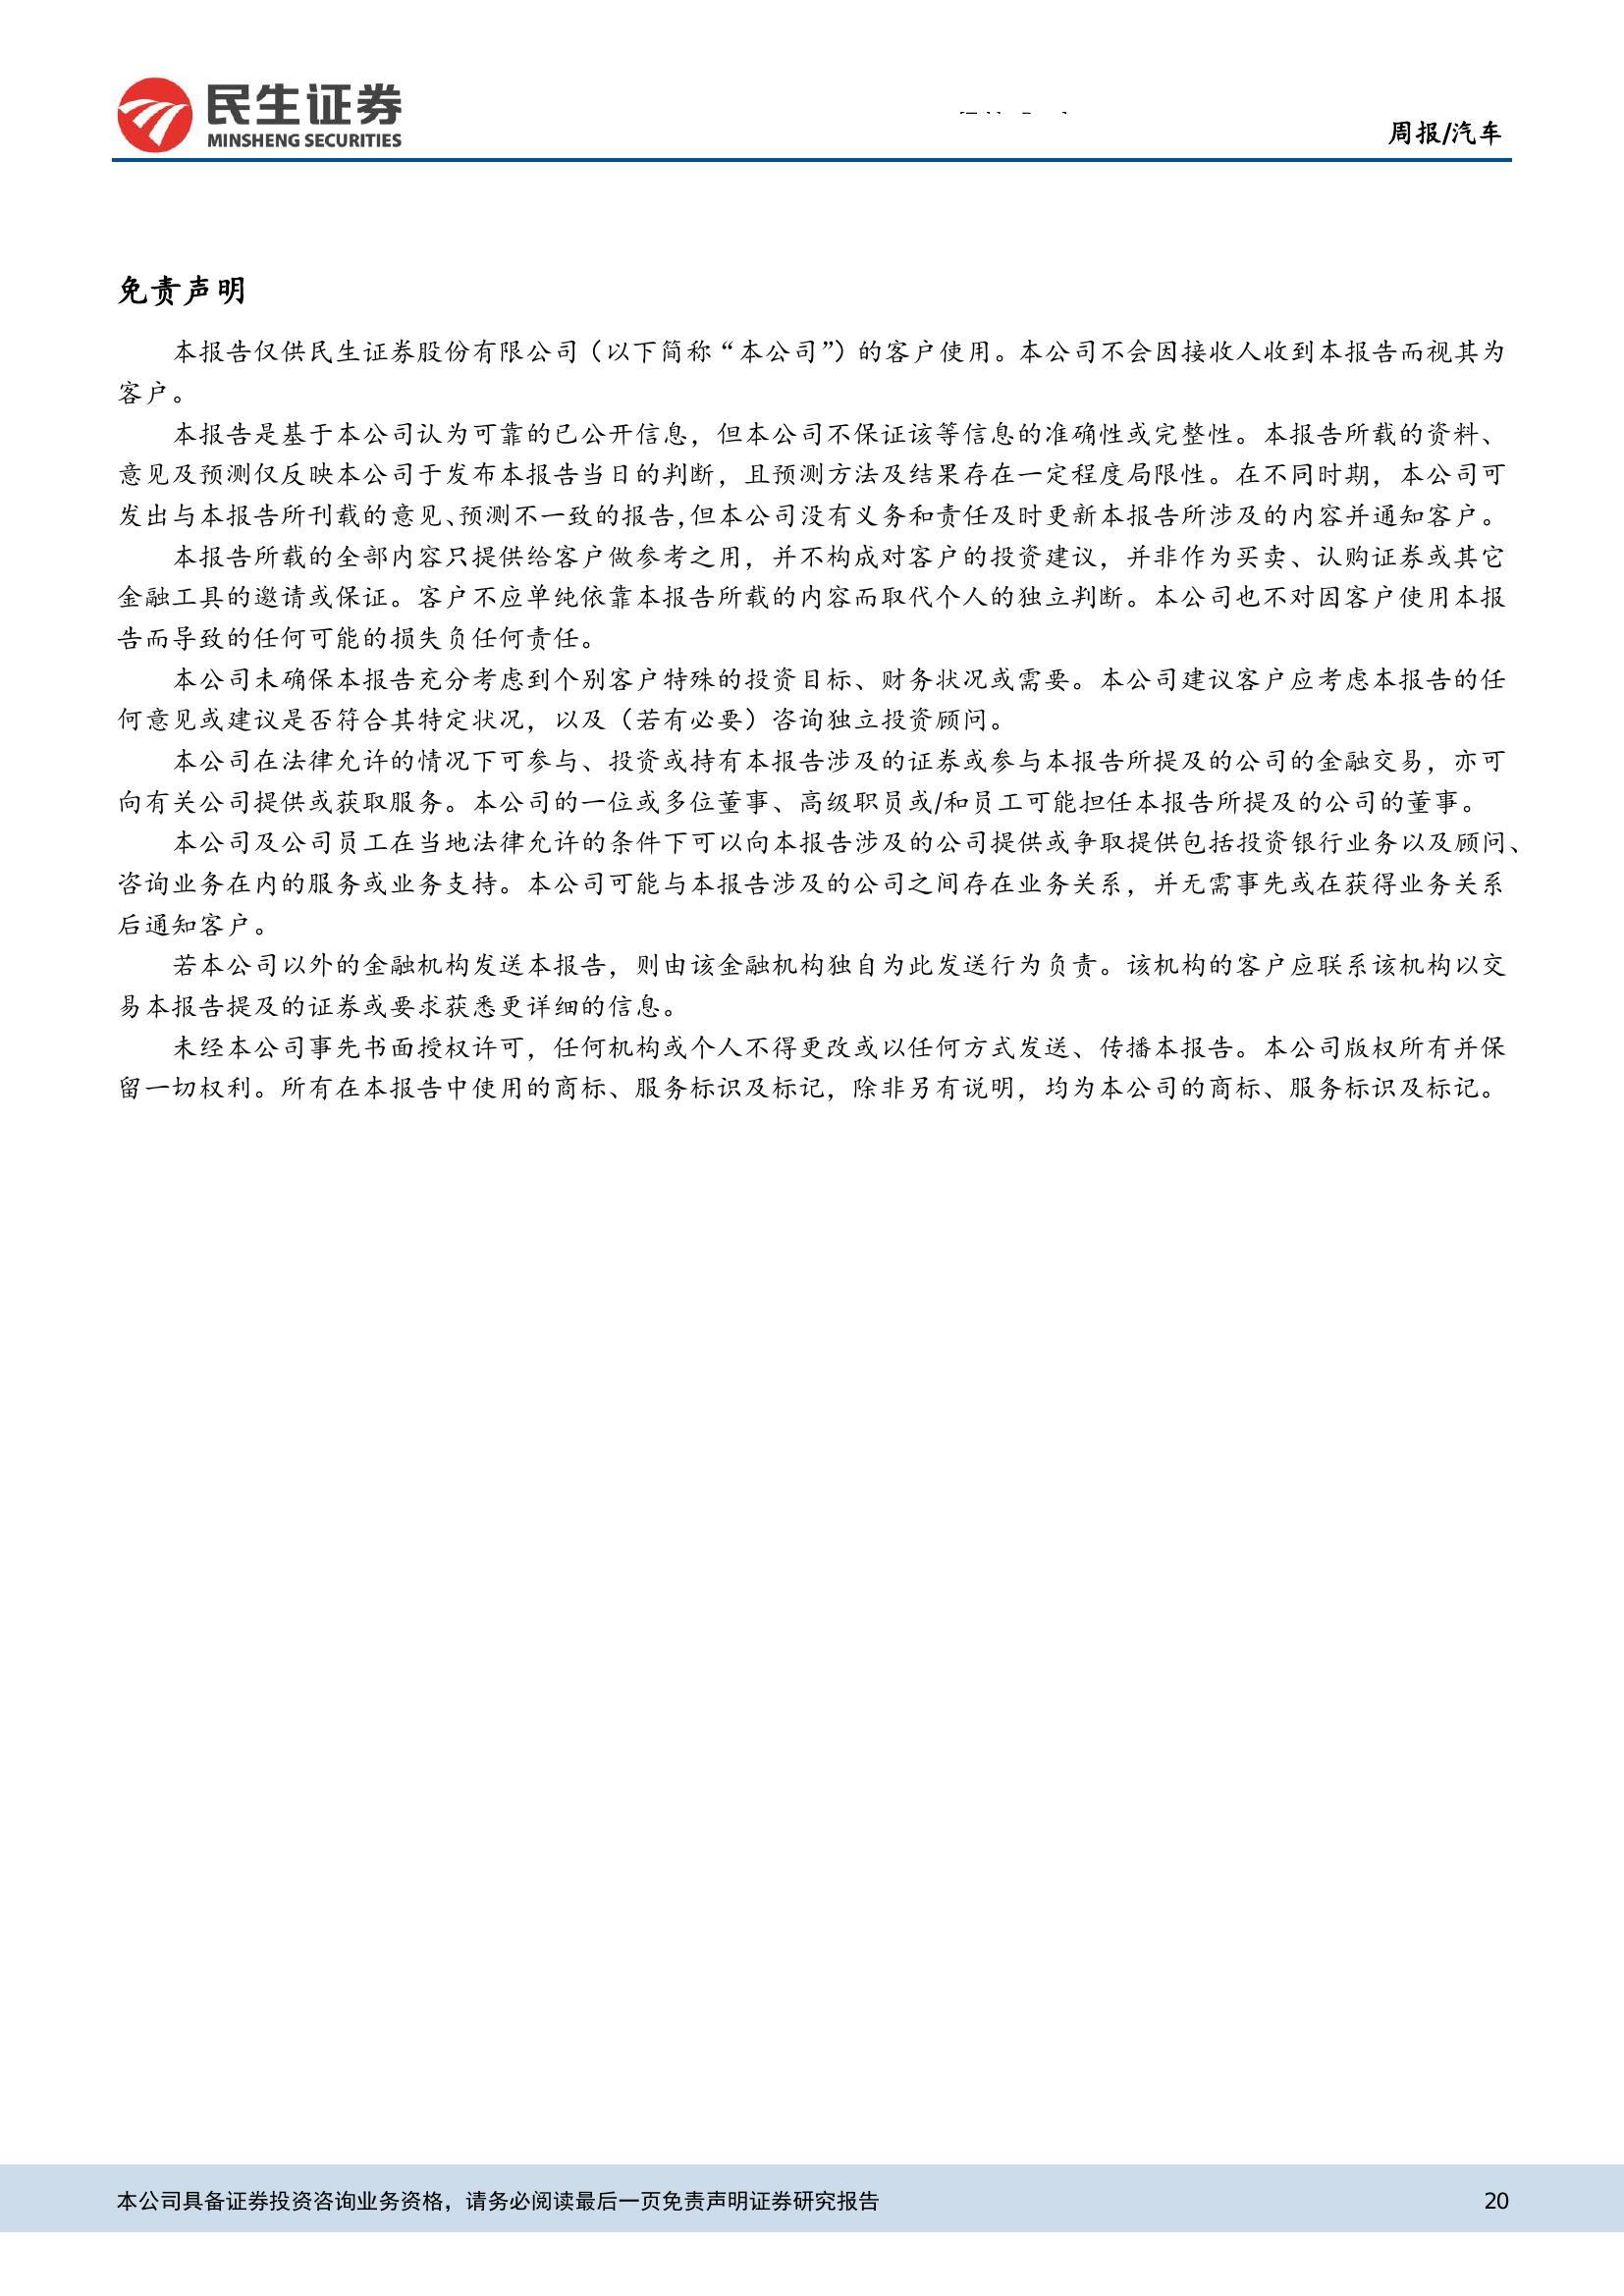 民生证券
MINSHENG SECURITIES
周报/汽车
免责声明
本报告仅供民生证券股份有限公司（以下简称“本公司”）的客户使用。本公司不会因接收人收到本报告而视其为
客户。
本报告是基于本公司认为可靠的已公开信息，但本公司不保证该等信息的准确性或完整性。本报告所载的资料、
意见及预测仅反映本公司于发布本报告当日的判断，且预测方法及结果存在一定程度局限性。在不同时期，本公司可
发出与本报告所刊载的意见、预测不一致的报告，但本公司没有义务和责任及时更新本报告所涉及的内容并通知客户。
本报告所载的全部内容只提供给客户做参考之用，并不构成对客户的投资建议，并非作为买卖、认购证券或其它
金融工具的邀请或保证。客户不应单纯依靠本报告所载的内容而取代个人的独立判断。本公司也不对因客户使用本报
告而导致的任何可能的损失负任何责任。
本公司未确保本报告充分考虑到个别客户特殊的投资目标、财务状况或需要。本公司建议客户应考虑本报告的任
何意见或建议是否符合其特定状况，以及（若有必要）咨询独立投资顾问。
本公司在法律允许的情况下可参与、投资或持有本报告涉及的证券或参与本报告所提及的公司的金融交易，亦可
向有关公司提供或获取服务。本公司的一位或多位董事、高级职员或/和员工可能担任本报告所提及的公司的董事。
本公司及公司员工在当地法律允许的条件下可以向本报告涉及的公司提供或争取提供包括投资银行业务以及顾问、
咨询业务在内的服务或业务支持。本公司可能与本报告涉及的公司之间存在业务关系，并无需事先或在获得业务关系
后通知客户。
若本公司以外的金融机构发送本报告，则由该金融机构独自为此发送行为负责。该机构的客户应联系该机构以交
易本报告提及的证券或要求获悉更详细的信息。
未经本公司事先书面授权许可，任何机构或个人不得更改或以任何方式发送、传播本报告。本公司版权所有并保
留一切权利。所有在本报告中使用的商标、服务标识及标记，除非另有说明，均为本公司的商标、服务标识及标记。
本公司具备证券投资咨询业务资格，请务必阅读最后一页免责声明证券研究报告 20